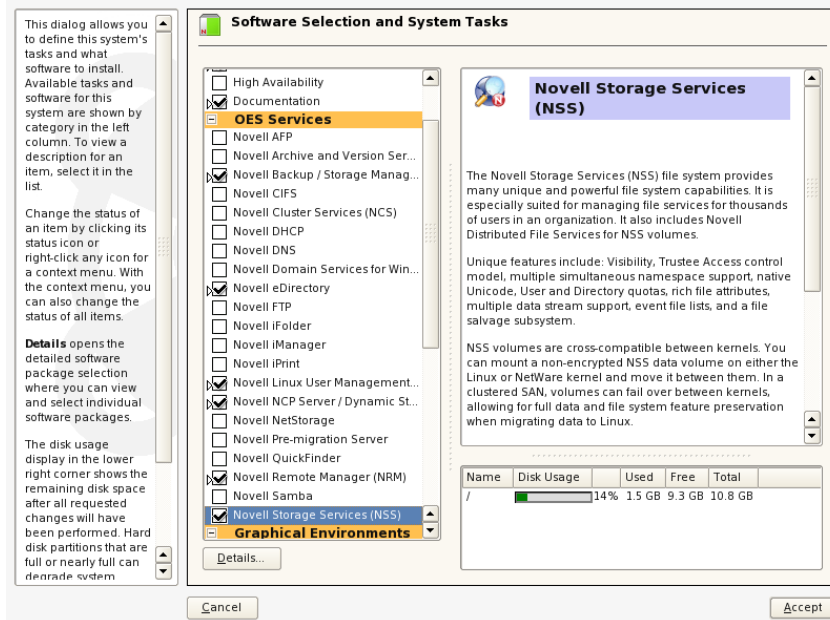 This dialog allows you
to define this system's
tasks and what
software to install.
Available tasks and
software for this
system are shown by
category in the left
column. To view a
description for an
item, select it in the
list.
Change the status of
an item by clicking its
status icon or
right-click any icon for
a context menu. With
the context menu, you
can also change the
status of all items.
Details opens the
detailed software
package selection
where you can view
and select individual
software packages.
The disk usage
display in the lower
right corner shows the
remaining disk space
after all requested
changes will have
been performed. Hard
disk partitions that are
full or nearly full can
degrade system
Software Selection and System Tasks
High Availability
Documentation
OES Services
Novell AFP
Novell Archive and Version Ser...
Novell Backup / Storage Manag...
Novell CIFS
Novell Cluster Services (NCS)
Novell DHCP
Novell DNS
Novell Domain Services for Win...
Novell eDirectory
Novell FTP
Novell iFolder
Novell iManager
Novell iPrint
Novell Linux User Management...
Novell NCP Server / Dynamic St...
Novell NetStorage
Novell Pre-migration Server
Novell QuickFinder
Novell Remote Manager (NRM)
Novell Samba
Novell Storage Services (NSS)
Graphical Environments
Details...
Novell Storage Services
(NSS)
The Novell Storage Services (NSS) file system provides
many unique and powerful file system capabilities. It is
especially suited for managing file services for thousands
of users in an organization. It also includes Novell
Distributed File Services for NSS volumes.
Unique features include: Visibility, Trustee Access control
model, multiple simultaneous namespace support, native
Unicode, User and Directory quotas, rich file attributes,
multiple data stream support, event file lists, and a file
salvage subsystem.
NSS volumes are cross-compatible between kernels. You
can mount a non-encrypted NSS data volume on either the
Linux or NetWare kernel and move it between them. In a
clustered SAN, volumes can fail over between kernels,
allowing for full data and file system feature preservation
when migrating data to Linux.
Name Disk Usage Used Free Total
/ 14% 1.5 GB 9.3 GB 10.8 GB
Cancel
Accept